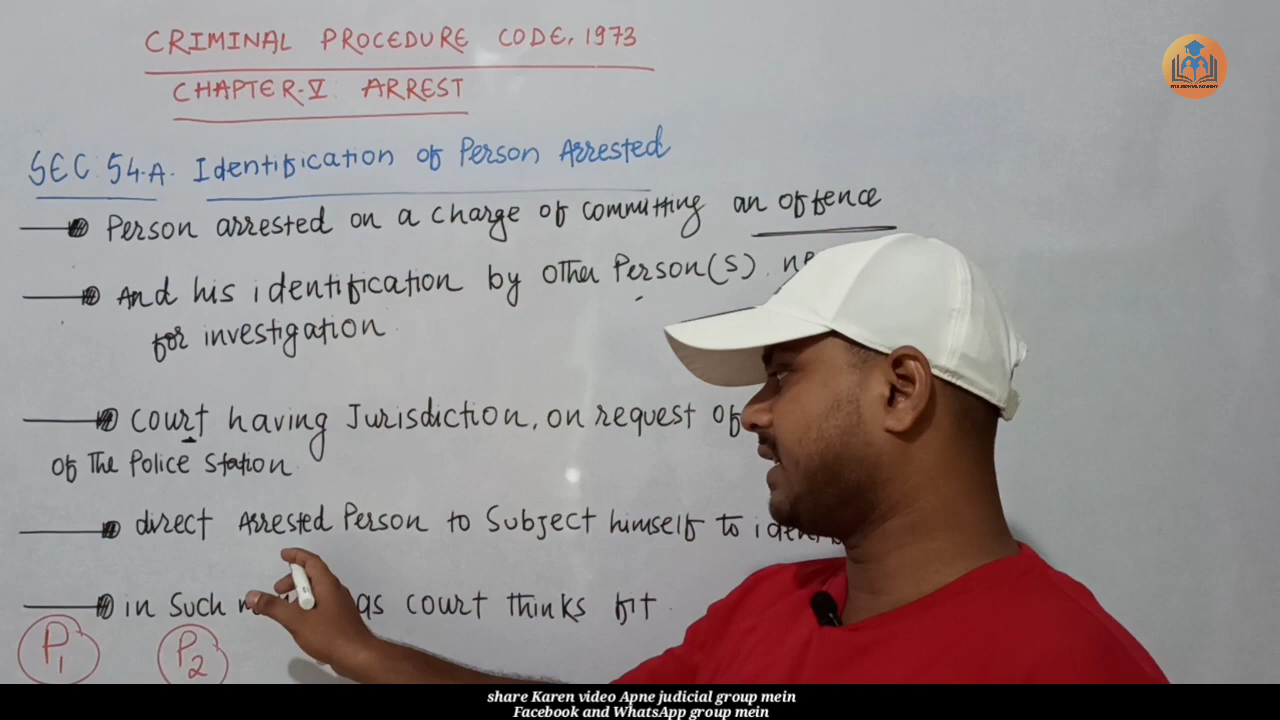 CRIMINAL PROCEDURE CODE, 1973
CHAPTER-V: ARREST
SEC 54-A. Identification of Person Arrested
Person arrested on a charge of committing an offence
And his identification by other Person(s)
for investigation
Court having Jurisdiction, on request of
of the Police Station
direct Arrested Person to Subject himself to
in Such as court thinks fit
P1 P2
share Karen video Apne judicial group mein
Facebook and WhatsApp group mein